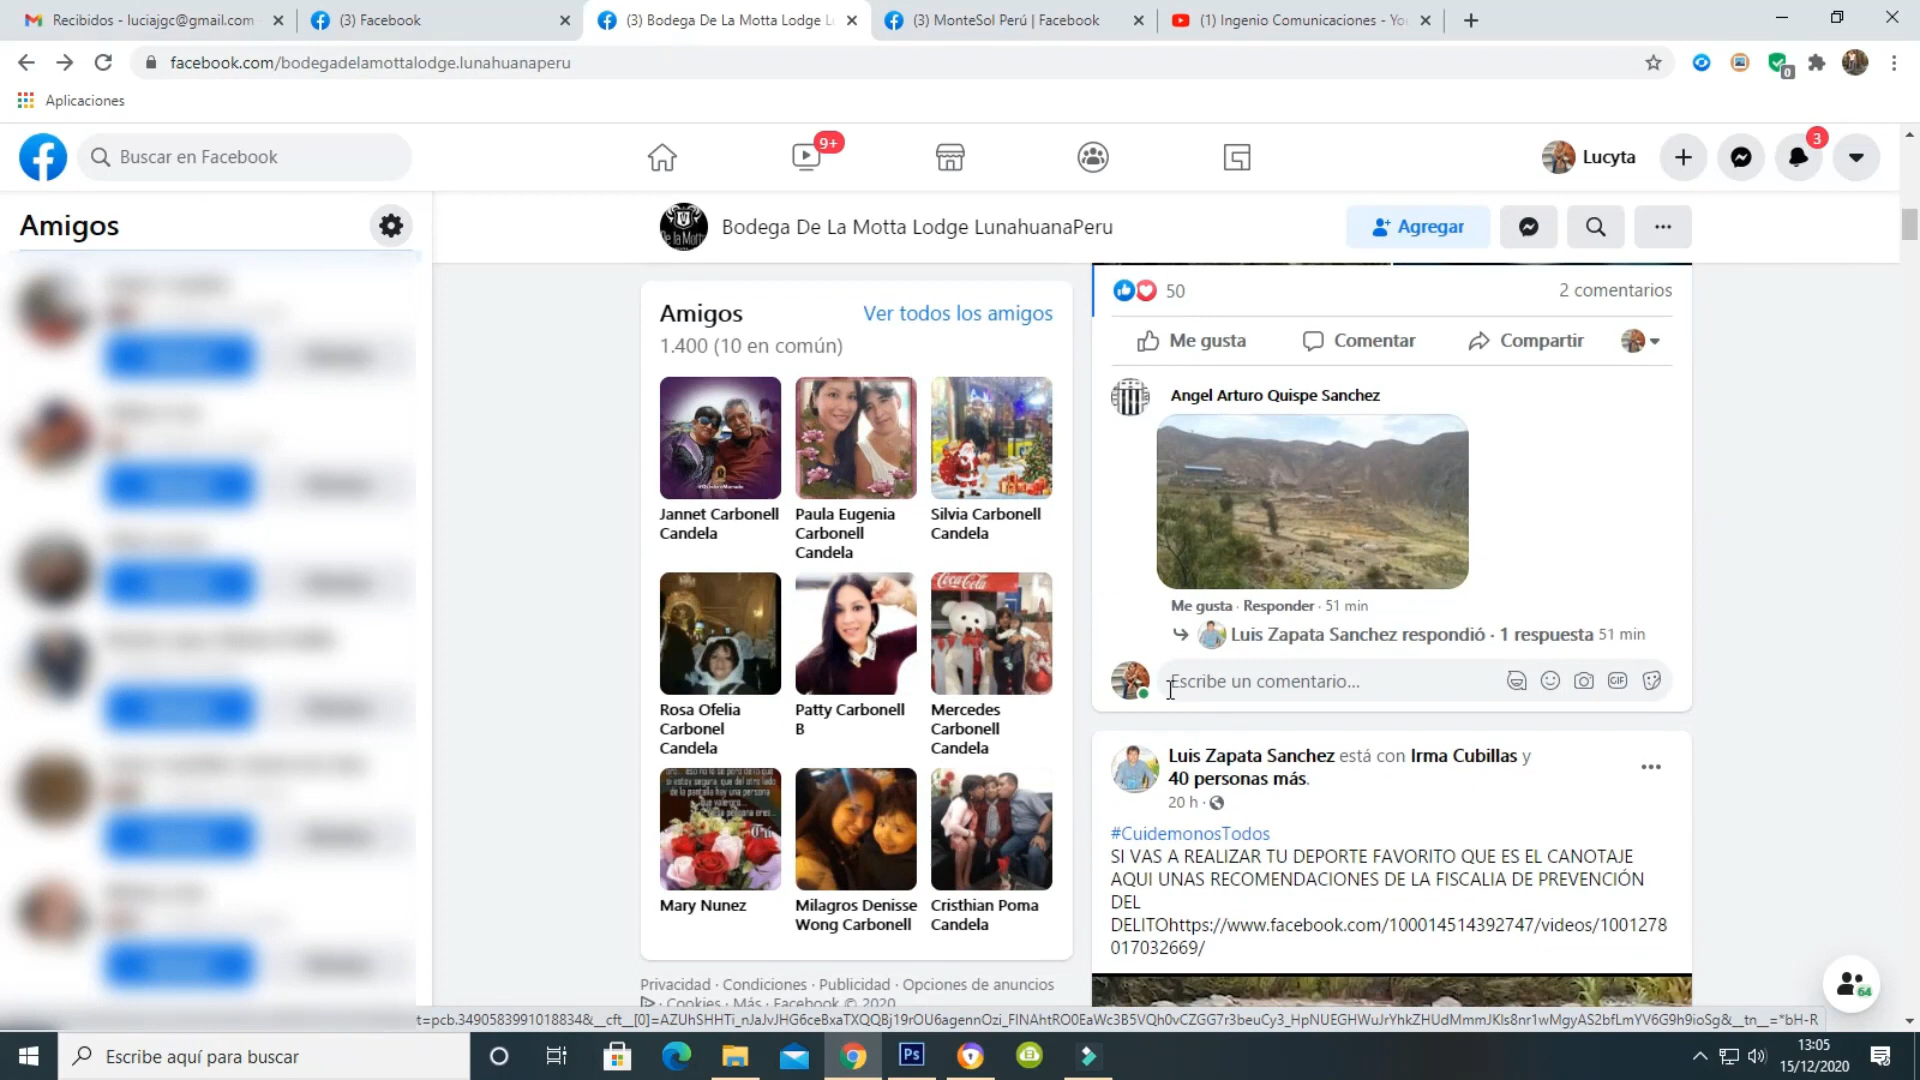 Recibidos - luciajgc@gmail.com
(3) Facebook
(3) Bodega De La Motta Lodge L
(3) MonteSol Perú | Facebook
(1) Ingenio Comunicaciones - Yo
facebook.com/bodegadelamottalodge.lunahuanaperu
0
Aplicaciones
Buscar en Facebook
9+
Lucyta
3
Amigos
Bodega De La Motta Lodge LunahuanaPeru
Agregar
Amigos
Ver todos los amigos
1.400 (10 en común)
Jannet Carbonell Candela
Paula Eugenia Carbonell Candela
Silvia Carbonell Candela
Coca-Cola
Rosa Ofelia Carbonel Candela
Patty Carbonell B
Mercedes Carbonell Candela
Mary Nunez
Milagros Denisse Wong Carbonell
Cristhian Poma Candela
Privacidad · Condiciones · Publicidad · Opciones de anuncios
· Cookies · Más · Facebook © 2020
50
2 comentarios
Me gusta
Comentar
Compartir
Angel Arturo Quispe Sanchez
Me gusta · Responder · 51 min
Luis Zapata Sanchez respondió · 1 respuesta 51 min
Escribe un comentario...
GIF
Luis Zapata Sanchez está con Irma Cubillas y
40 personas más.
20 h ·
#CuidemonosTodos
SI VAS A REALIZAR TU DEPORTE FAVORITO QUE ES EL CANOTAJE
AQUI UNAS RECOMENDACIONES DE LA FISCALIA DE PREVENCIÓN
DEL
DELITOhttps://www.facebook.com/100014514392747/videos/1001278
017032669/
64
Escribe aquí para buscar
Ps
13:05
15/12/2020